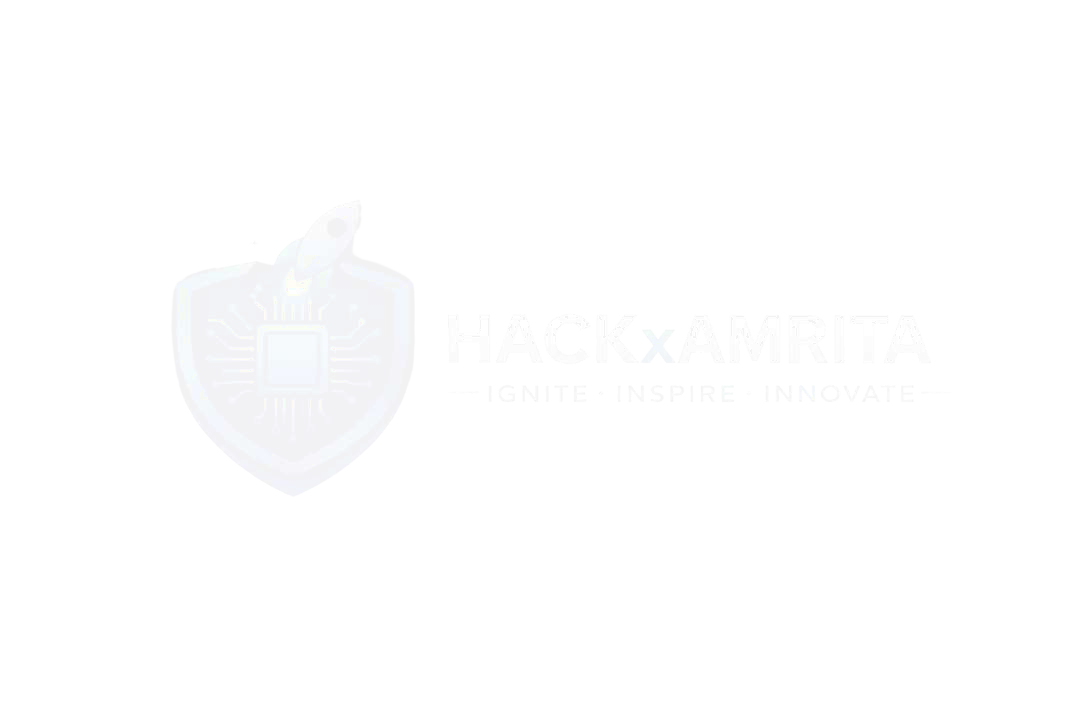 HACKxAMRITA
IGNITE · INSPIRE · INNOVATE